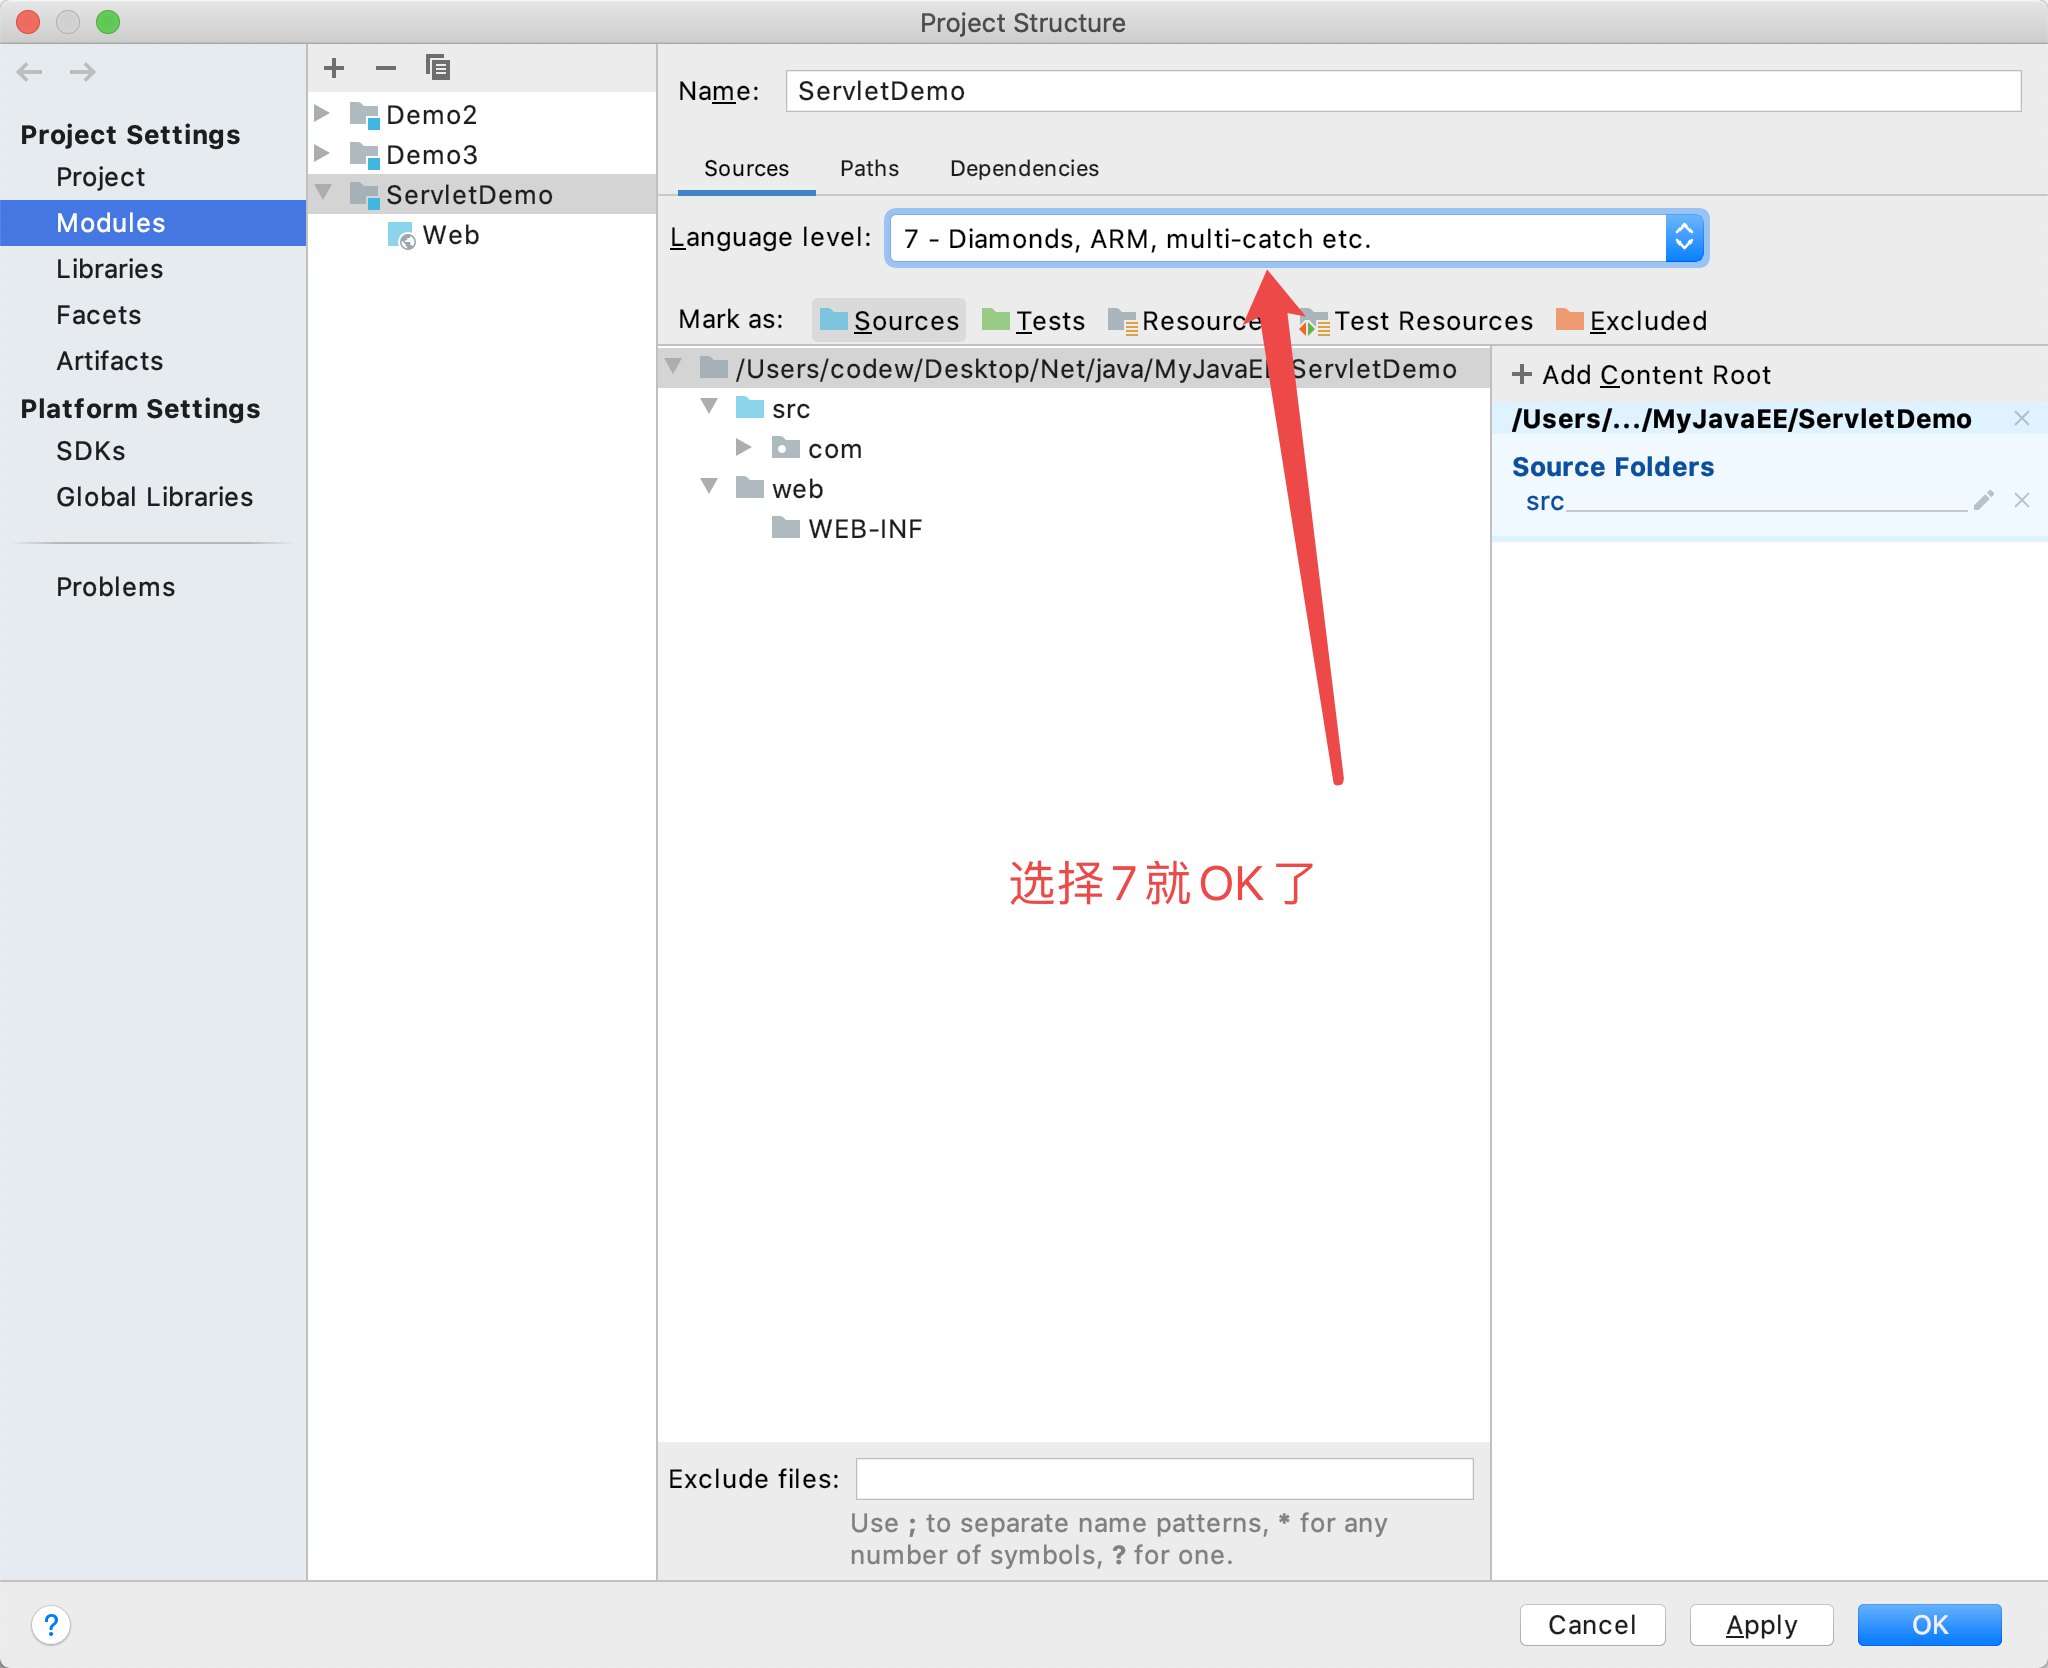 Project Structure
Project Settings
Project
Modules
Libraries
Facets
Artifacts
Platform Settings
SDKs
Global Libraries
Problems
Demo2
Demo3
ServletDemo
Web
Name: ServletDemo
Sources Paths Dependencies
Language level: 7 - Diamonds, ARM, multi-catch etc.
Mark as: Sources Tests Resource Test Resources Excluded
/Users/codew/Desktop/Net/java/MyJavaEE ServletDemo
src
com
web
WEB-INF
+ Add Content Root
/Users/.../MyJavaEE/ServletDemo
Source Folders
src
选择7就OK了
Exclude files:
Use ; to separate name patterns, * for any
number of symbols, ? for one.
?
Cancel Apply OK